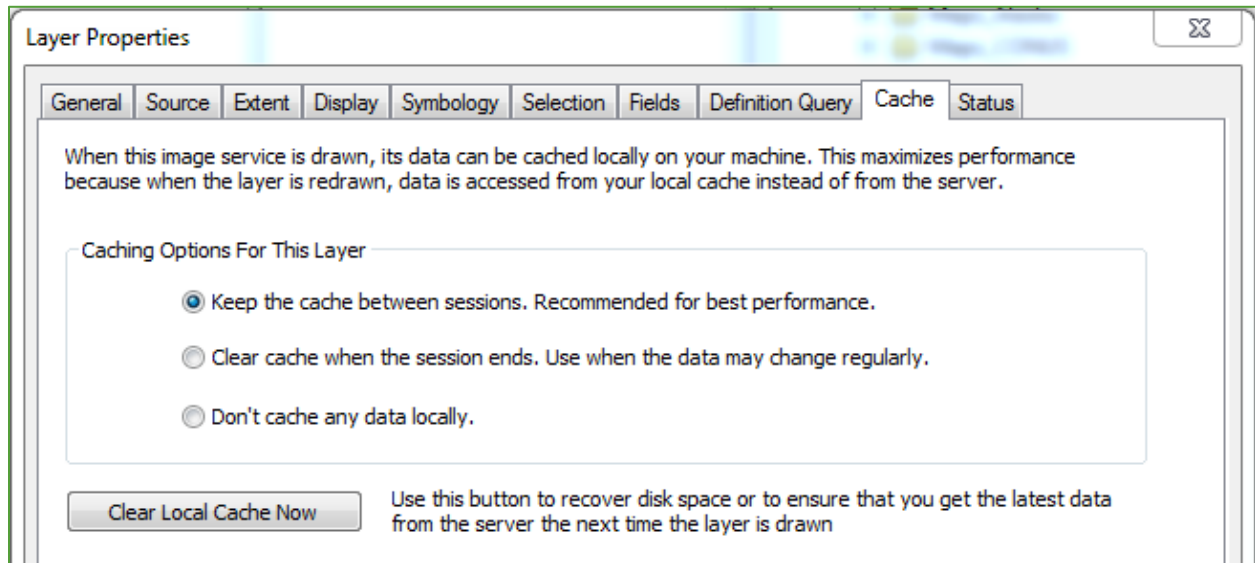 Layer Properties
General Source Extent Display Symbology Selection Fields Definition Query Cache Status
When this image service is drawn, its data can be cached locally on your machine. This maximizes performance
because when the layer is redrawn, data is accessed from your local cache instead of from the server.
Caching Options For This Layer
Keep the cache between sessions. Recommended for best performance.
Clear cache when the session ends. Use when the data may change regularly.
Don't cache any data locally.
Clear Local Cache Now
Use this button to recover disk space or to ensure that you get the latest data
from the server the next time the layer is drawn